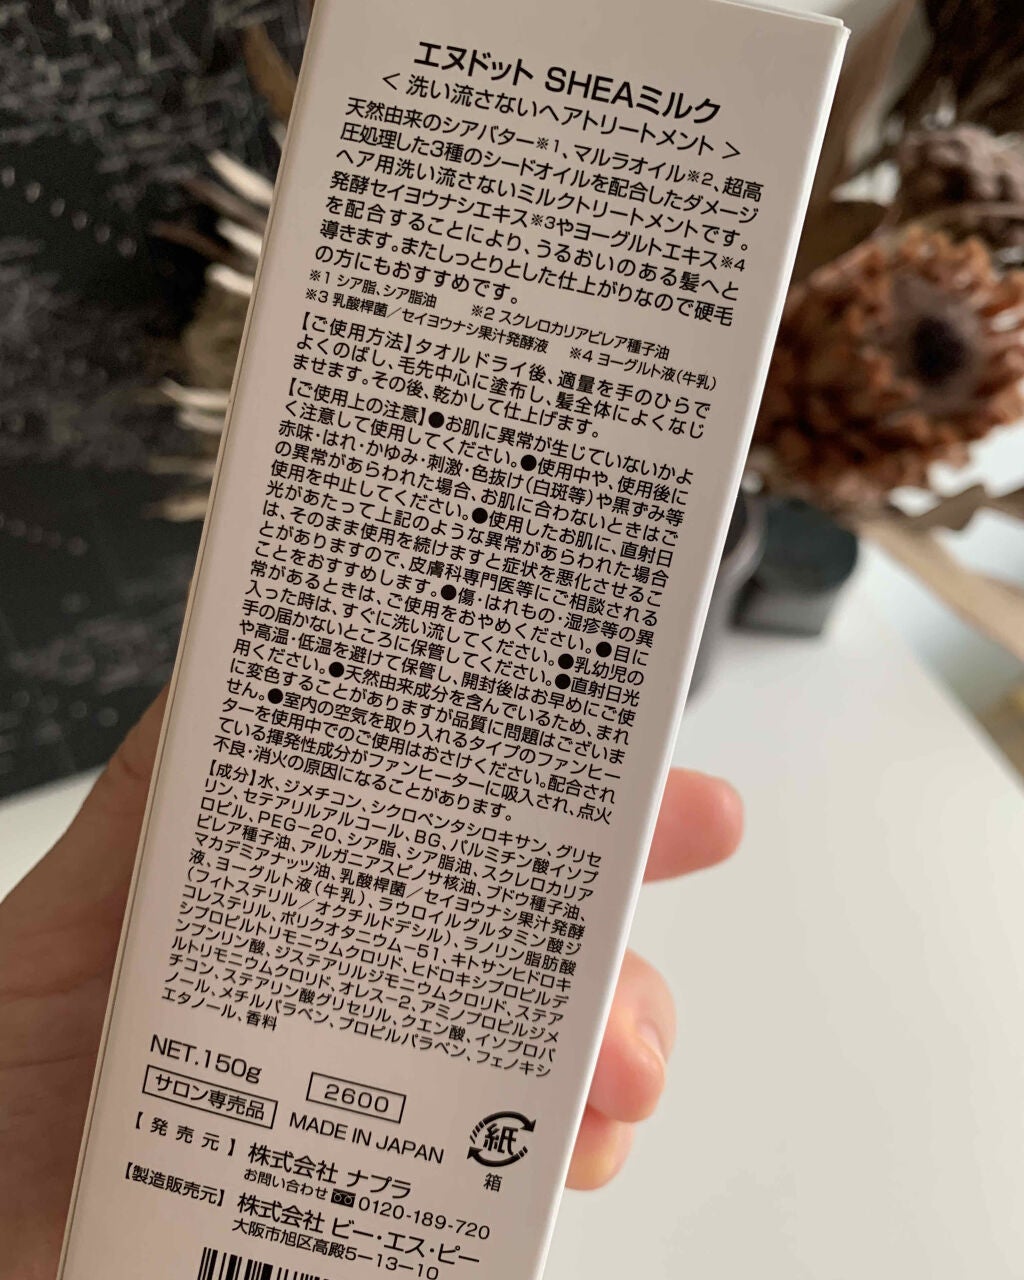 エヌドット SHEAミルク
< 洗い流さないヘアトリートメント >
天然由来のシアバター※1、マルラオイル※2、超高
圧処理した3種のシードオイルを配合したダメージ
ヘア用洗い流さないミルクトリートメントです。
発酵セイヨウナシエキス※3やヨーグルトエキス※4
を配合することにより、うるおいのある髪へと
導きます。またしっとりとした仕上がりなので硬毛
の方にもおすすめです。
※1 シア脂、シア脂油 ※2 スクレロカリアビレア種子油
※3 乳酸桿菌/セイヨウナシ果汁発酵液 ※4 ヨーグルト液(牛乳)
【ご使用方法】タオルドライ後、適量を手のひらで
よくのばし、毛先中心に塗布し、髪全体によくなじ
ませます。その後、乾かして仕上げます。
【ご使用上の注意】●お肌に異常が生じていないかよ
く注意して使用してください。●使用中や、使用後に
赤味・はれ・かゆみ・刺激・色抜け(白斑等)や黒ずみ等
の異常があらわれた場合、お肌に合わないときはご
使用を中止してください。●使用したお肌に、直射日
光があたって上記のような異常があらわれた場合
は、そのまま使用を続けますと症状を悪化させるこ
とがありますので、皮膚科専門医等にご相談される
ことをおすすめします。●傷・はれもの・湿疹等の異
常があるときは、ご使用をおやめください。●目に
入った時は、すぐに洗い流してください。●乳幼児の
手の届かないところに保管してください。●直射日光
や高温・低温を避けて保管し、開封後はお早めにご使
用ください。●天然由来成分を含んでいるため、まれ
に変色することがありますが品質に問題はございま
せん。●室内の空気を取り入れるタイプのファンヒー
ターを使用中でのご使用はおさけください。配合され
ている揮発性成分がファンヒーターに吸入され、点火
不良・消火の原因になることがあります。
【成分】水、ジメチコン、シクロペンタシロキサン、グリセ
リン、セテアリルアルコール、BG、パルミチン酸イソプ
ロピル、PEG-20、シア脂、シア脂油、スクレロカリア
ビレア種子油、アルガニアスピノサ核油、ブドウ種子油、
マカデミアナッツ油、乳酸桿菌/セイヨウナシ果汁発酵
液、ヨーグルト液(牛乳)、ラウロイルグルタミン酸ジ
(フィトステリル/オクチルドデシル)、ラノリン脂肪酸
コレステリル、ポリクオタニウム-51、キトサンヒドロキ
シプロピルトリモニウムクロリド、ヒドロキシプロピルデ
ンプンリン酸、ジステアリルジモニウムクロリド、ステア
ルトリモニウムクロリド、オレス-2、アミノプロピルジメ
チコン、ステアリン酸グリセリル、クエン酸、イソプロパ
ノール、メチルパラベン、プロピルパラベン、フェノキシ
エタノール、香料
NET.150g 2600
サロン専売品 MADE IN JAPAN
紙
箱
【発売元】株式会社 ナプラ
お問い合わせ 0120-189-720
【製造販売元】株式会社 ビー・エス・ピー
大阪市旭区高殿5-13-10